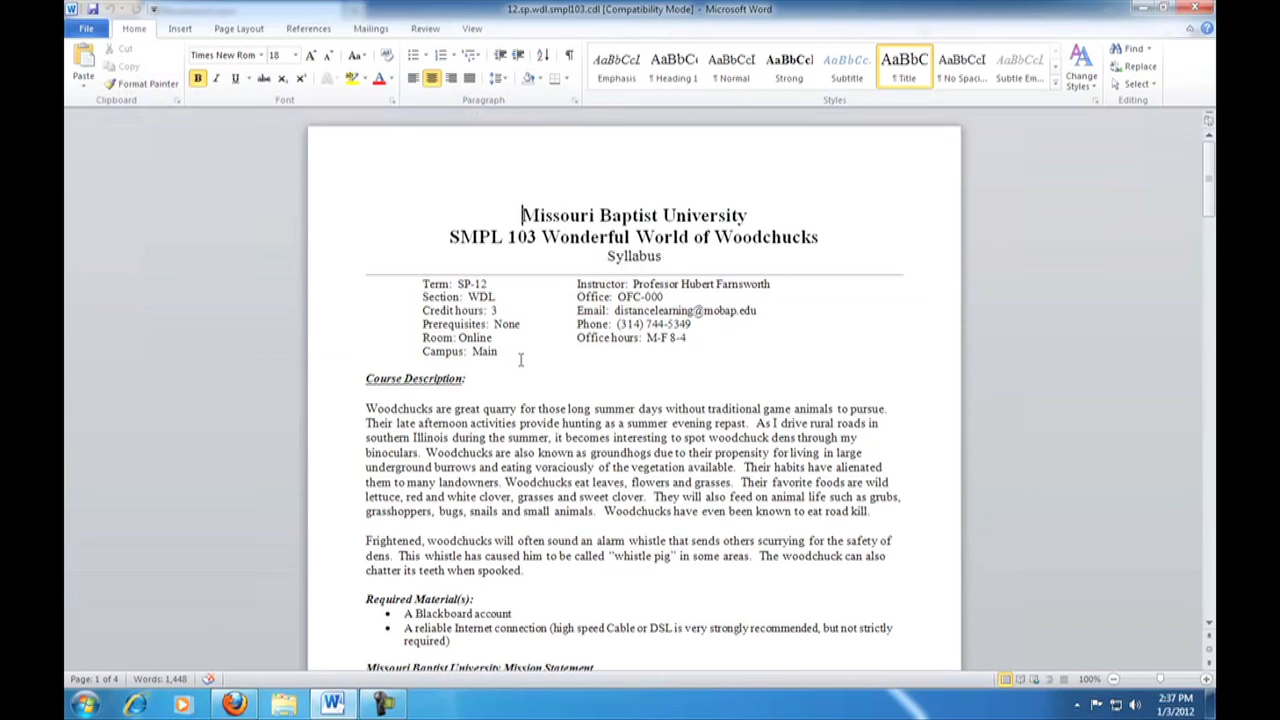 12.sp.wdl.smpl103.cdl [Compatibility Mode] - Microsoft Word
File Home Insert Page Layout References Mailings Review View
Paste
Cut
Copy
Format Painter
Clipboard
Times New Rom 18
Font
Paragraph
AaBbCcI AaBbCc AaBbCcI AaBbCcI AaBbCc. AaBbC AaBbCcI AaBbCcI
Emphasis ¶ Heading 1 ¶ Normal Strong Subtitle ¶ Title ¶ No Spaci... Subtle Em...
Change Styles
Styles
Find
Replace
Select
Editing
Missouri Baptist University
SMPL 103 Wonderful World of Woodchucks
Syllabus
Term: SP-12
Section: WDL
Credit hours: 3
Prerequisites: None
Room: Online
Campus: Main
Instructor: Professor Hubert Farnsworth
Office: OFC-000
Email: distancelearning@mobap.edu
Phone: (314) 744-5349
Office hours: M-F 8-4
Course Description:
Woodchucks are great quarry for those long summer days without traditional game animals to pursue.
Their late afternoon activities provide hunting as a summer evening repast. As I drive rural roads in
southern Illinois during the summer, it becomes interesting to spot woodchuck dens through my
binoculars. Woodchucks are also known as groundhogs due to their propensity for living in large
underground burrows and eating voraciously of the vegetation available. Their habits have alienated
them to many landowners. Woodchucks eat leaves, flowers and grasses. Their favorite foods are wild
lettuce, red and white clover, grasses and sweet clover. They will also feed on animal life such as grubs,
grasshoppers, bugs, snails and small animals. Woodchucks have even been known to eat road kill.
Frightened, woodchucks will often sound an alarm whistle that sends others scurrying for the safety of
dens. This whistle has caused him to be called "whistle pig" in some areas. The woodchuck can also
chatter its teeth when spooked.
Required Material(s):
• A Blackboard account
• A reliable Internet connection (high speed Cable or DSL is very strongly recommended, but not strictly
required)
Missouri Baptist University Mission Statement
Page: 1 of 4 Words: 1,448 100%
2:37 PM
1/3/2012